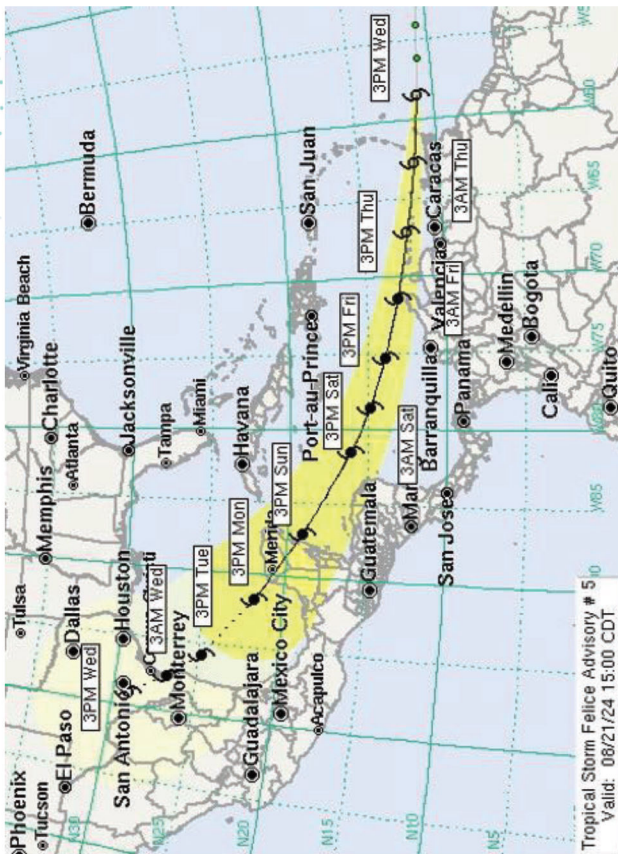 Phoenix
Tucson
El Paso
Tulsa
Dallas
Memphis
Charlotte
Atlanta
Virginia Beach
Bermuda
N30
San Antonio
Houston
Jacksonville
3PM Wed
N25
Monterrey
3AM Wed
Tampa
Miami
3PM Tue
Havana
N20
Guadalajara
Mexico City
Acapulco
3PM Mon
Merida
3PM Sun
Port-au-Prince
San Juan
3PM Sat
3PM Fri
3PM Thu
3PM Wed
N15
Guatemala
Man
3AM Sat
Barranquilla
Valencia
3AM Fri
Caracas
3AM Thu
N10
San Jose
Panama
Medellin
Bogota
Cali
Quito
N5
W85
W75
W70
W65
W60
Tropical Storm Felice Advisory # 5
Valid: 08/21/24 15:00 CDT